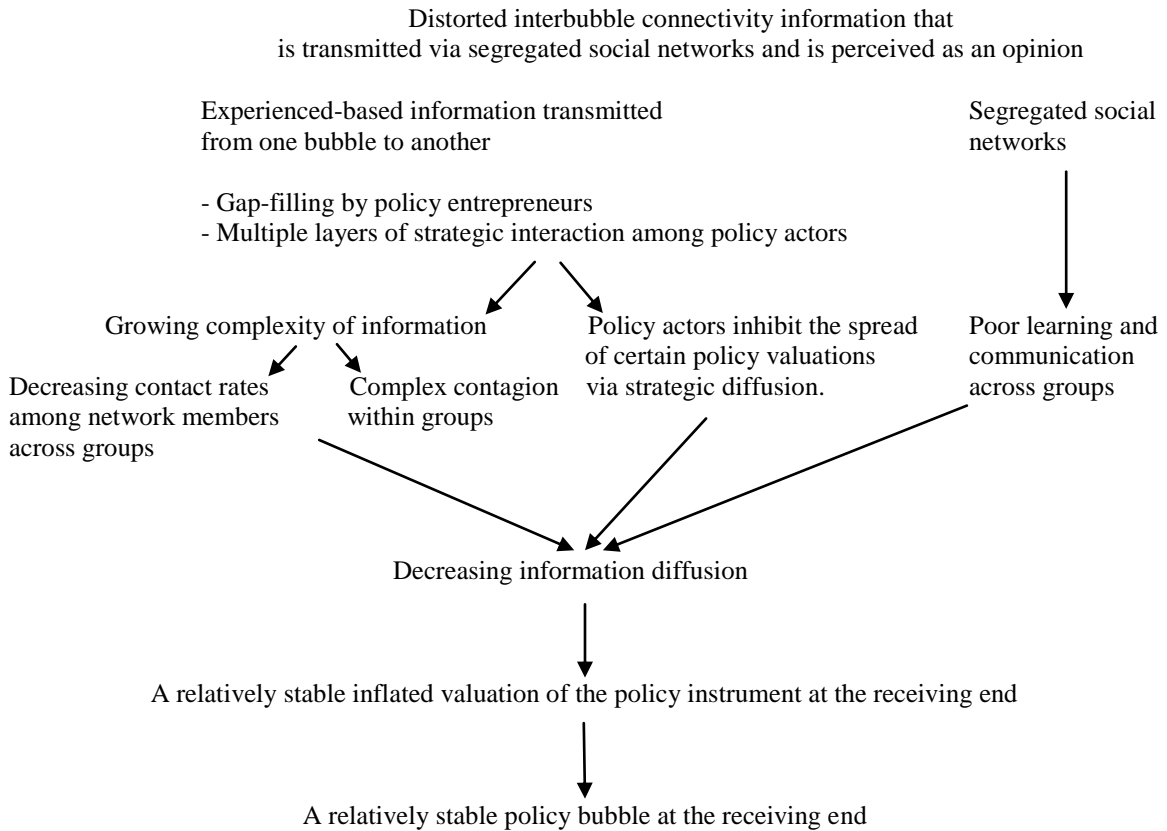 Distorted interbubble connectivity information that
is transmitted via segregated social networks and is perceived as an opinion
Experienced-based information transmitted
from one bubble to another
- Gap-filling by policy entrepreneurs
- Multiple layers of strategic interaction among policy actors
Segregated social
networks
Growing complexity of information
Decreasing contact rates
among network members
across groups
Complex contagion
within groups
Policy actors inhibit the spread
of certain policy valuations
via strategic diffusion.
Poor learning and
communication
across groups
Decreasing information diffusion
A relatively stable inflated valuation of the policy instrument at the receiving end
A relatively stable policy bubble at the receiving end